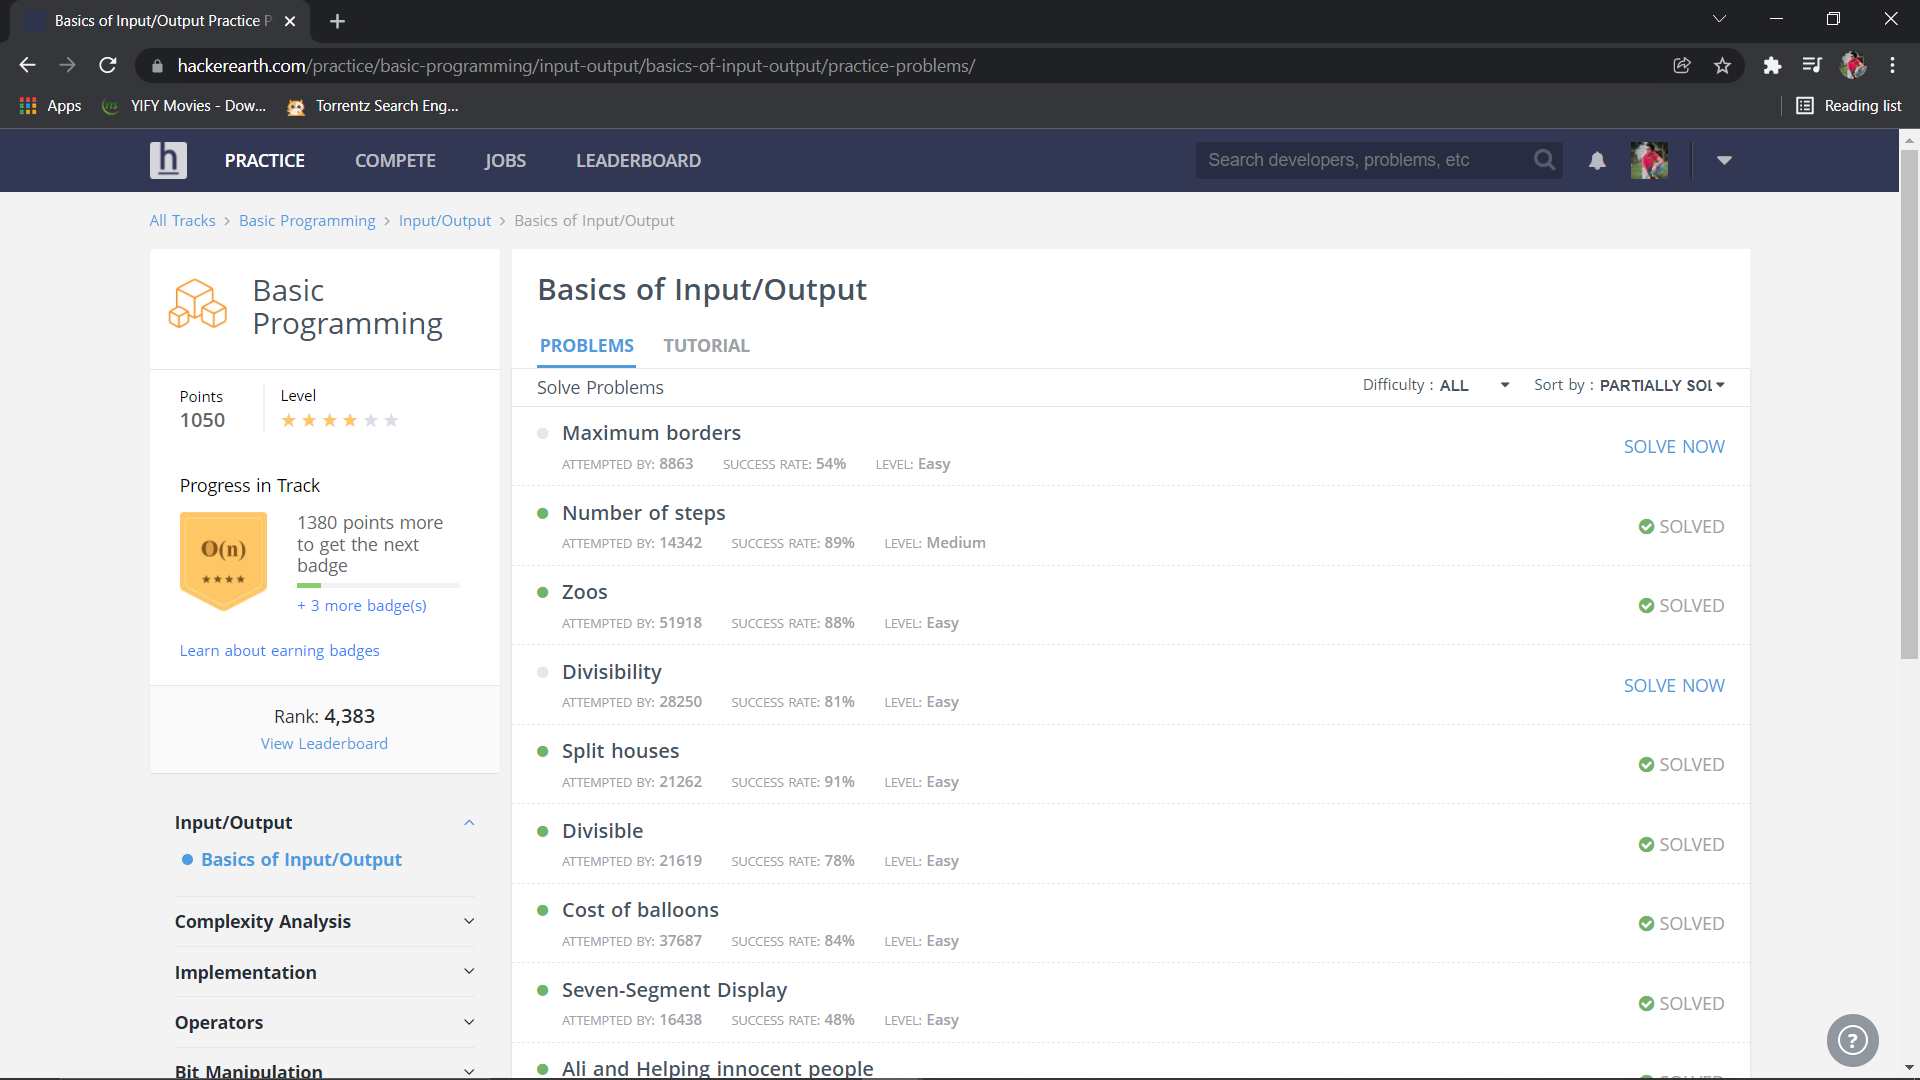 Basics of Input/Output Practice P
hackerearth.com/practice/basic-programming/input-output/basics-of-input-output/practice-problems/
Apps
YIFY Movies - Dow...
Torrentz Search Eng...
Reading list
h
PRACTICE
COMPETE
JOBS
LEADERBOARD
Search developers, problems, etc
All Tracks > Basic Programming > Input/Output > Basics of Input/Output
Basic
Programming
Points
1050
Level
Progress in Track
O(n)
1380 points more
to get the next
badge
+ 3 more badge(s)
Learn about earning badges
Rank: 4,383
View Leaderboard
Input/Output
Basics of Input/Output
Complexity Analysis
Implementation
Operators
Bit Manipulation
Basics of Input/Output
PROBLEMS
TUTORIAL
Solve Problems
Difficulty : ALL
Sort by : PARTIALLY SOL
Maximum borders
ATTEMPTED BY: 8863 SUCCESS RATE: 54% LEVEL: Easy
SOLVE NOW
Number of steps
ATTEMPTED BY: 14342 SUCCESS RATE: 89% LEVEL: Medium
SOLVED
Zoos
ATTEMPTED BY: 51918 SUCCESS RATE: 88% LEVEL: Easy
SOLVED
Divisibility
ATTEMPTED BY: 28250 SUCCESS RATE: 81% LEVEL: Easy
SOLVE NOW
Split houses
ATTEMPTED BY: 21262 SUCCESS RATE: 91% LEVEL: Easy
SOLVED
Divisible
ATTEMPTED BY: 21619 SUCCESS RATE: 78% LEVEL: Easy
SOLVED
Cost of balloons
ATTEMPTED BY: 37687 SUCCESS RATE: 84% LEVEL: Easy
SOLVED
Seven-Segment Display
ATTEMPTED BY: 16438 SUCCESS RATE: 48% LEVEL: Easy
SOLVED
Ali and Helping innocent people
SOLVED
?